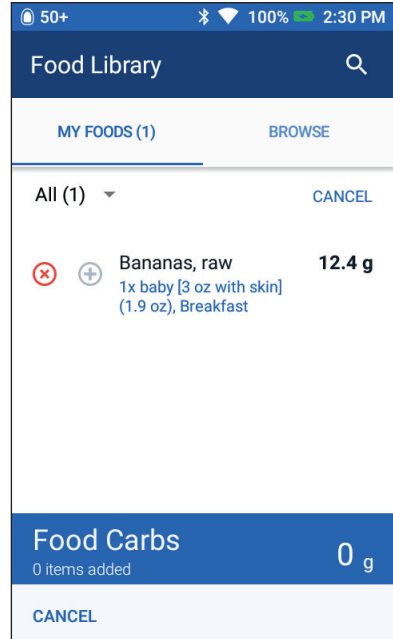 50+ 100% 2:30 PM
Food Library
MY FOODS (1) BROWSE
All (1) CANCEL
Bananas, raw 12.4 g
1x baby [3 oz with skin]
(1.9 oz), Breakfast
Food Carbs
0 items added 0 g
CANCEL